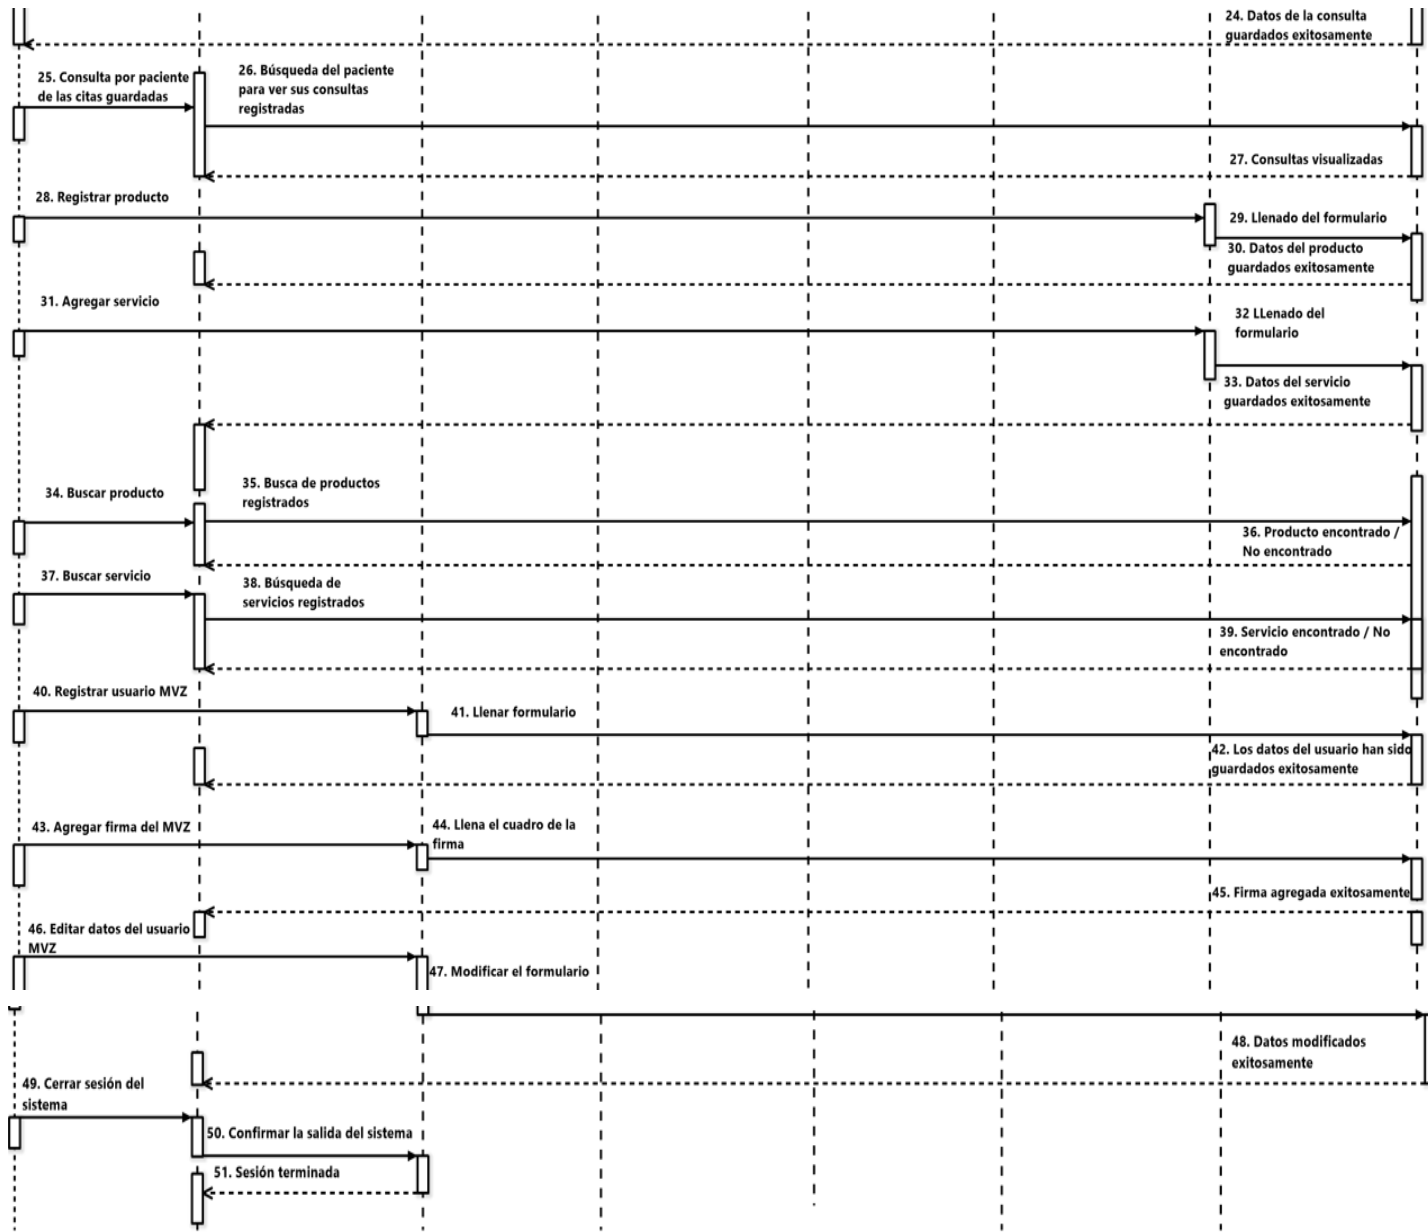 24. Datos de la consulta
guardados exitosamente
25. Consulta por paciente
de las citas guardadas
26. Búsqueda del paciente
para ver sus consultas
registradas
27. Consultas visualizadas
28. Registrar producto
29. Llenado del formulario
30. Datos del producto
guardados exitosamente
31. Agregar servicio
32 LLenado del
formulario
33. Datos del servicio
guardados exitosamente
34. Buscar producto
35. Busca de productos
registrados
36. Producto encontrado /
No encontrado
37. Buscar servicio
38. Búsqueda de
servicios registrados
39. Servicio encontrado / No
encontrado
40. Registrar usuario MVZ
41. Llenar formulario
42. Los datos del usuario han sido
guardados exitosamente
43. Agregar firma del MVZ
44. Llena el cuadro de la
firma
45. Firma agregada exitosamente
46. Editar datos del usuario
MVZ
47. Modificar el formulario
48. Datos modificados
exitosamente
49. Cerrar sesión del
sistema
50. Confirmar la salida del sistema
51. Sesión terminada